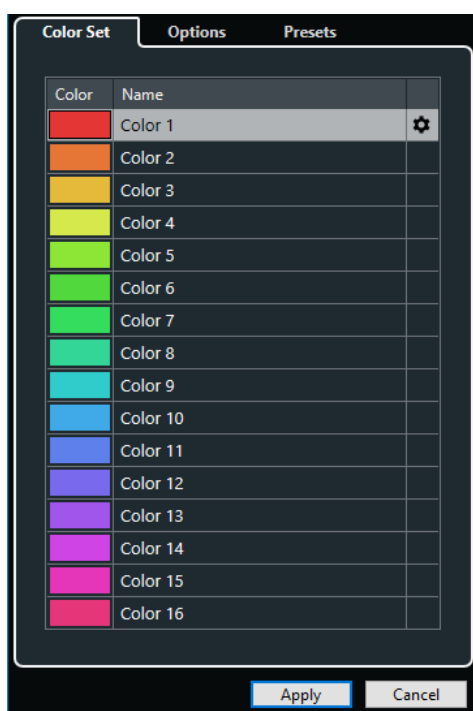 Color Set Options Presets
Color Name
Color 1
Color 2
Color 3
Color 4
Color 5
Color 6
Color 7
Color 8
Color 9
Color 10
Color 11
Color 12
Color 13
Color 14
Color 15
Color 16
Apply Cancel